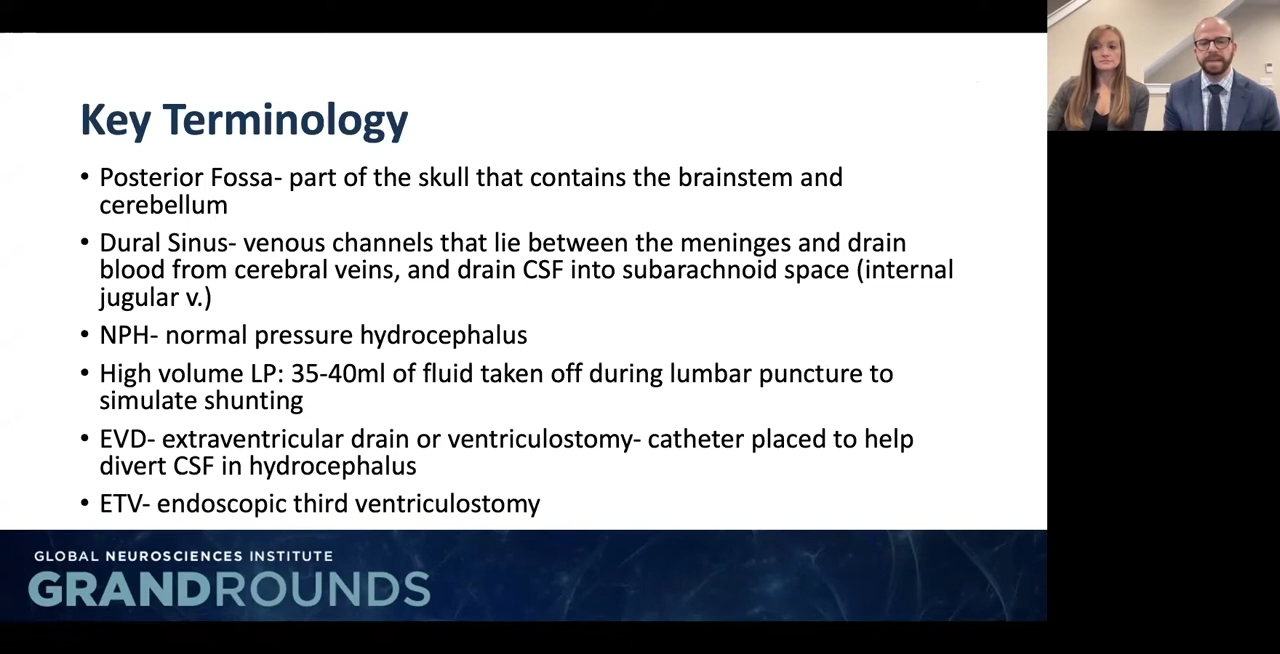 Key Terminology
• Posterior Fossa- part of the skull that contains the brainstem and
cerebellum
• Dural Sinus- venous channels that lie between the meninges and drain
blood from cerebral veins, and drain CSF into subarachnoid space (internal
jugular v.)
• NPH- normal pressure hydrocephalus
• High volume LP: 35-40ml of fluid taken off during lumbar puncture to
simulate shunting
• EVD- extraventricular drain or ventriculostomy- catheter placed to help
divert CSF in hydrocephalus
• ETV- endoscopic third ventriculostomy
GLOBAL NEUROSCIENCES INSTITUTE
GRANDROUNDS